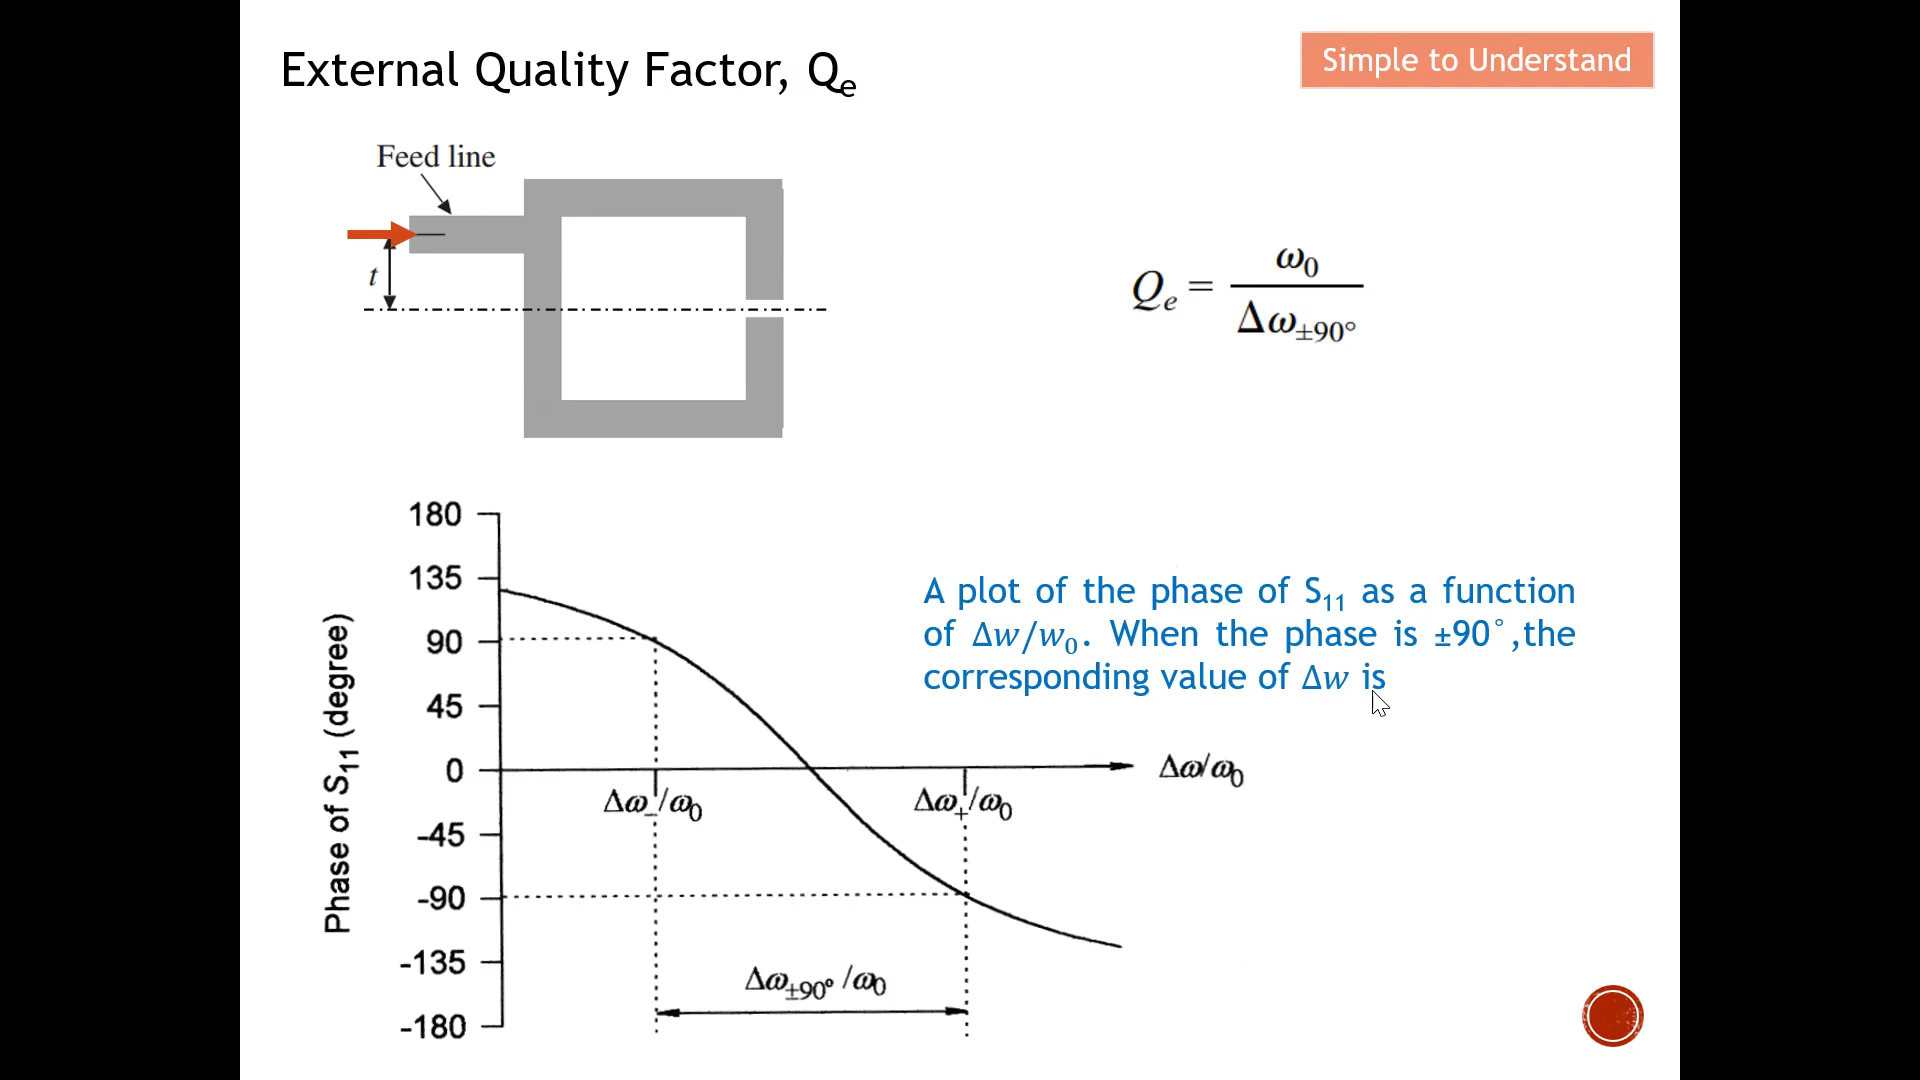 External Quality Factor, Qₑ
Simple to Understand
Feed line
t
Qₑ = ω₀ / Δω±90°
180
135
90
45
0
-45
-90
-135
-180
Phase of S₁₁ (degree)
Δω₋/ω₀
Δω₊/ω₀
Δω/ω₀
Δω±90° /ω₀
A plot of the phase of S₁₁ as a function
of Δw/w₀. When the phase is ±90°,the
corresponding value of Δw is